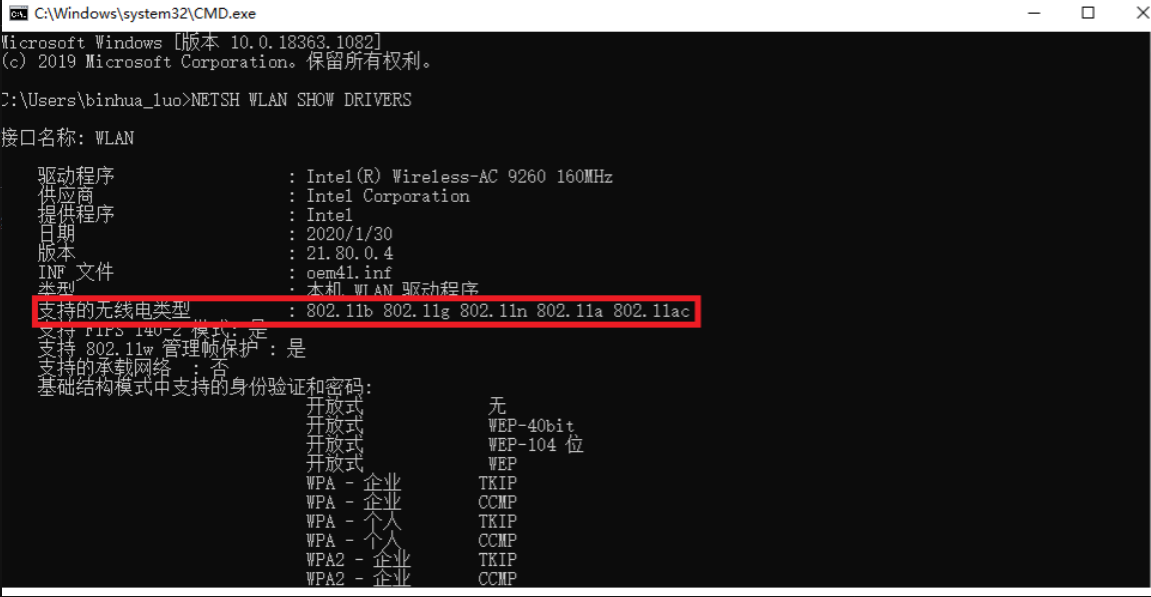 C:\Windows\system32\CMD.exe
Microsoft Windows [版本 10.0.18363.1082]
(c) 2019 Microsoft Corporation。保留所有权利。
C:\Users\binhua_luo>NETSH WLAN SHOW DRIVERS
接口名称: WLAN
驱动程序 : Intel(R) Wireless-AC 9260 160MHz
供应商 : Intel Corporation
提供程序 : Intel
日期 : 2020/1/30
版本 : 21.80.0.4
INF 文件 : oem41.inf
类型 : 本机 WLAN 驱动程序
支持的无线电类型 : 802.11b 802.11g 802.11n 802.11a 802.11ac
支持 FIPS 140-2 模式: 是
支持 802.11w 管理帧保护 : 是
支持的承载网络 : 否
基础结构模式中支持的身份验证和密码:
开放式 无
开放式 WEP-40bit
开放式 WEP-104 位
开放式 WEP
WPA - 企业 TKIP
WPA - 企业 CCMP
WPA - 个人 TKIP
WPA - 个人 CCMP
WPA2 - 企业 TKIP
WPA2 - 企业 CCMP